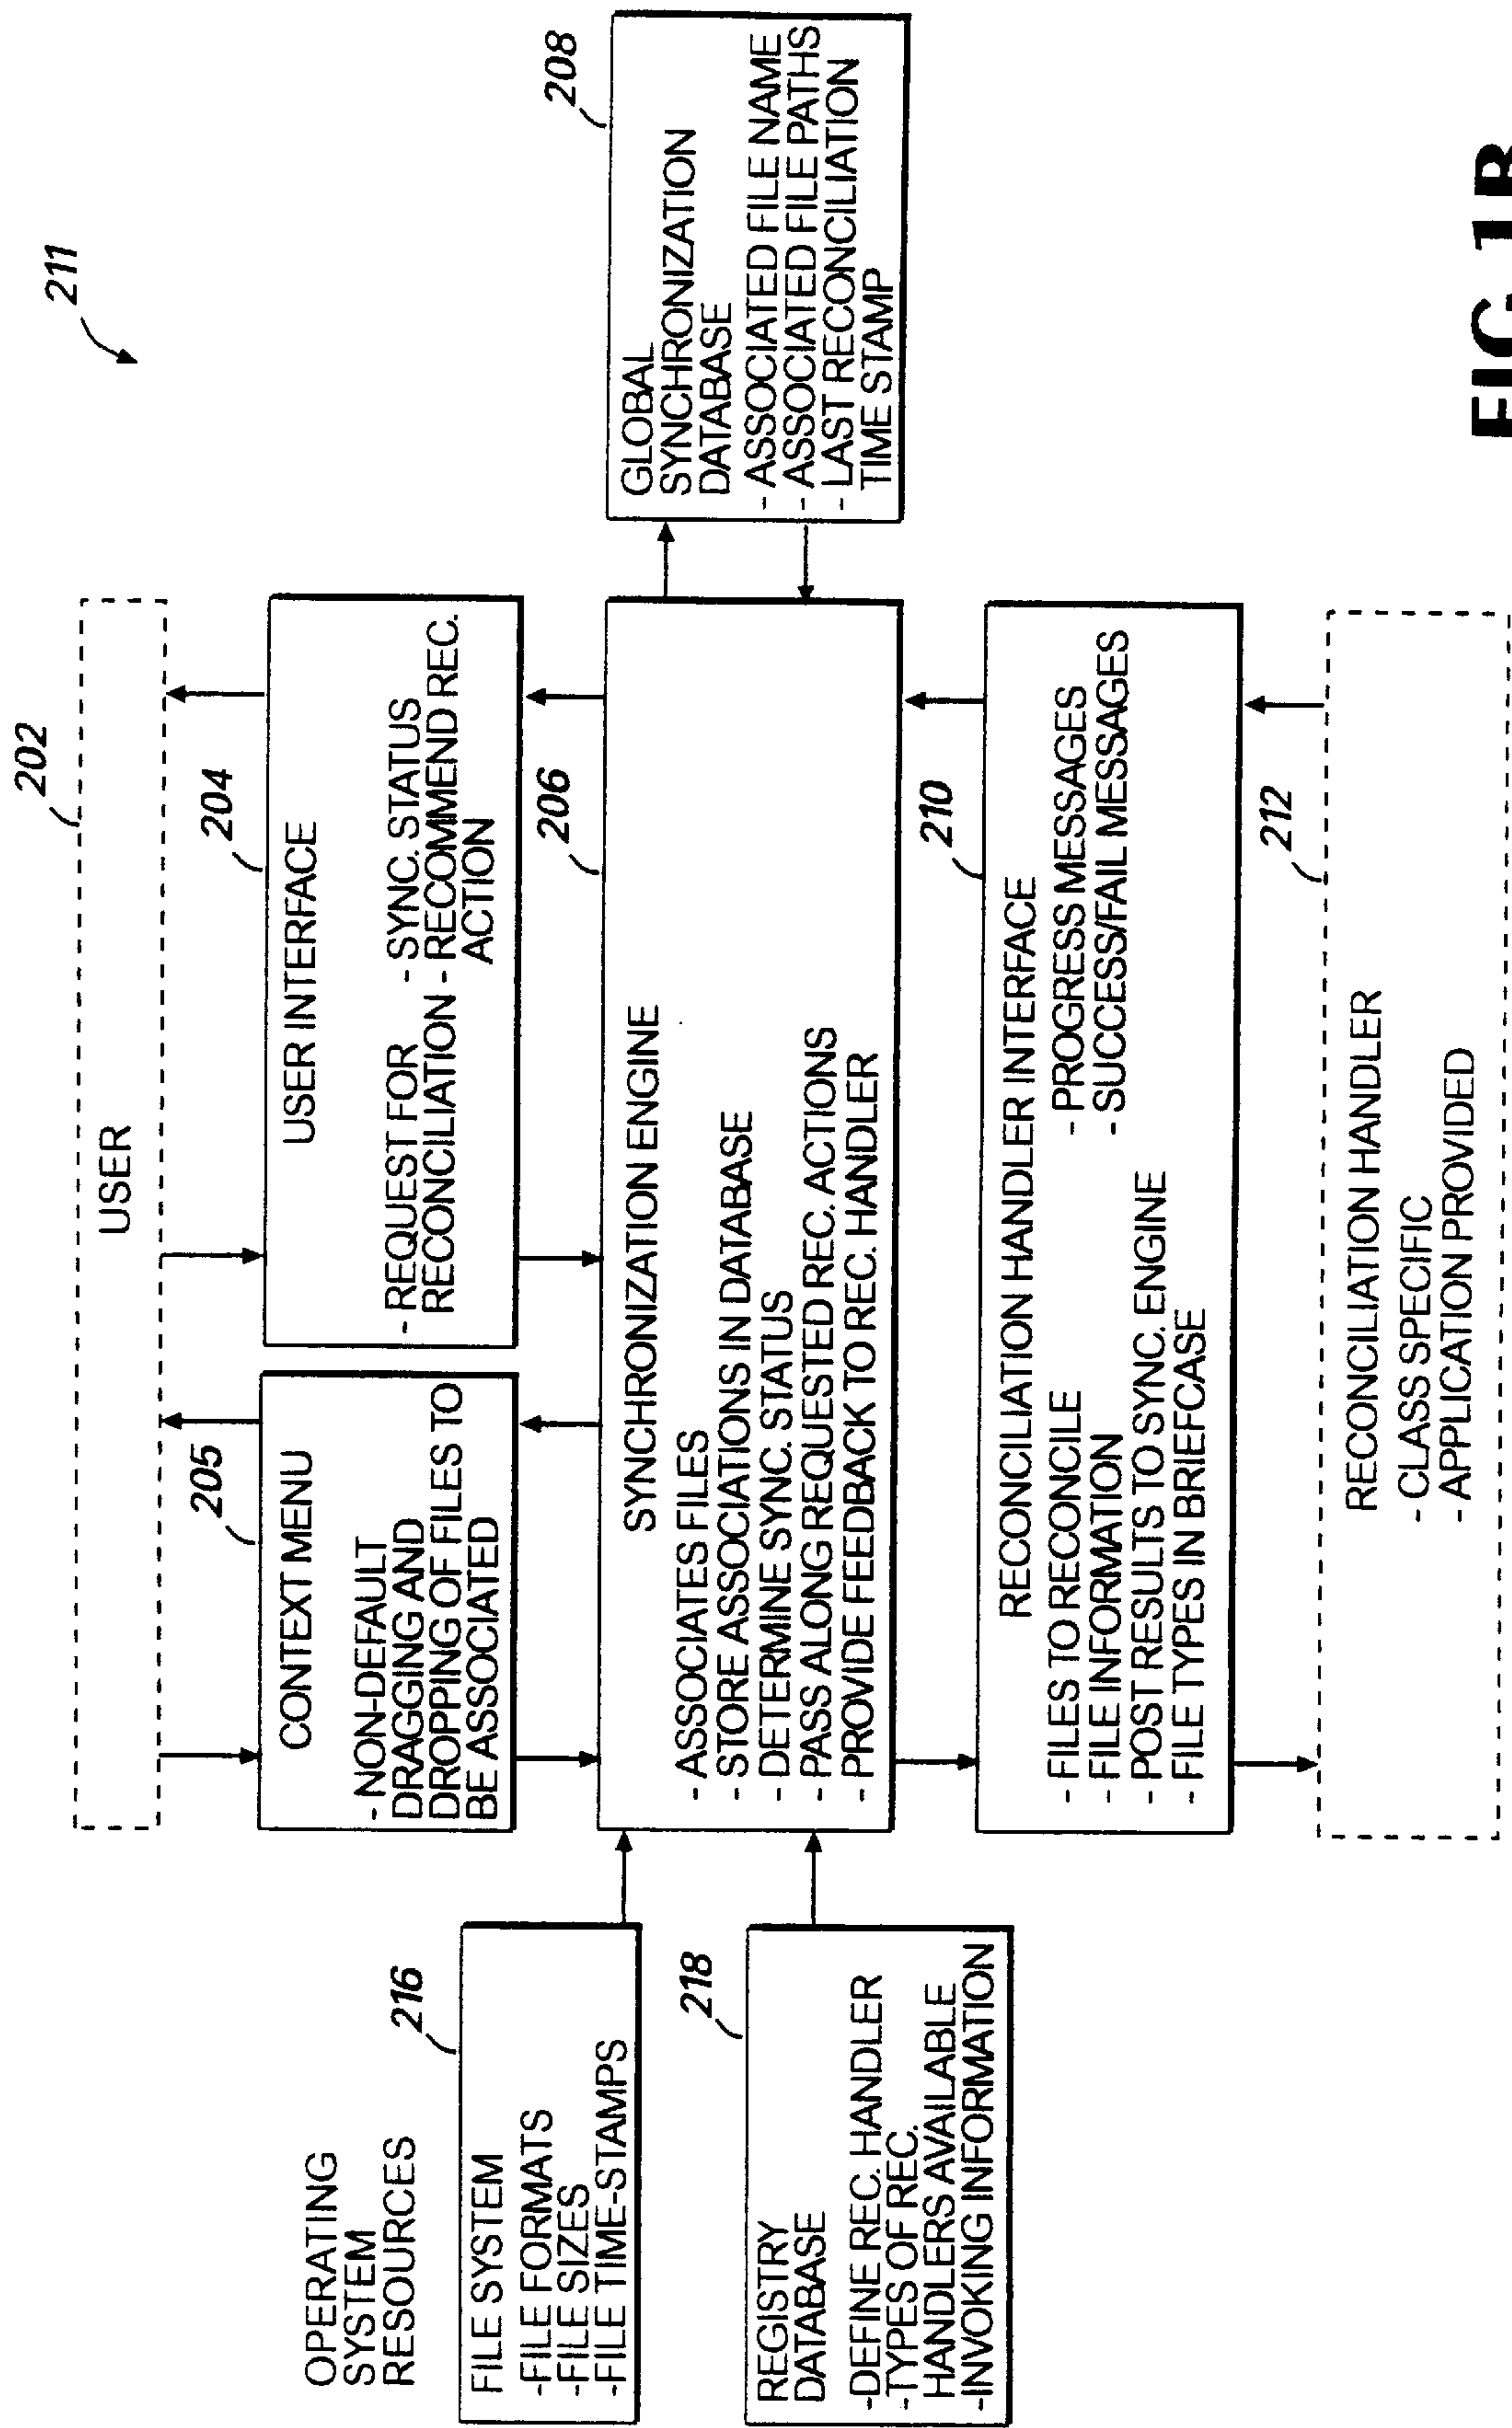 211
202
USER
205
CONTEXT MENU
- NON-DEFAULT
DRAGGING AND
DROPPING OF FILES TO
BE ASSOCIATED
204
USER INTERFACE
- REQUEST FOR
RECONCILIATION
- SYNC. STATUS
- RECOMMEND REC.
ACTION
OPERATING
SYSTEM
RESOURCES
216
FILE SYSTEM
-FILE FORMATS
-FILE SIZES
-FILE TIME-STAMPS
218
REGISTRY
DATABASE
-DEFINE REC. HANDLER
-TYPES OF REC.
HANDLERS AVAILABLE
-INVOKING INFORMATION
206
SYNCHRONIZATION ENGINE
- ASSOCIATES FILES
- STORE ASSOCIATIONS IN DATABASE
- DETERMINE SYNC. STATUS
- PASS ALONG REQUESTED REC. ACTIONS
- PROVIDE FEEDBACK TO REC. HANDLER
208
GLOBAL
SYNCHRONIZATION
DATABASE
- ASSOCIATED FILE NAME
- ASSOCIATED FILE PATHS
- LAST RECONCILIATION
TIME STAMP
210
RECONCILIATION HANDLER INTERFACE
- FILES TO RECONCILE
- FILE INFORMATION
- POST RESULTS TO SYNC. ENGINE
- FILE TYPES IN BRIEFCASE
- PROGRESS MESSAGES
- SUCCESS/FAIL MESSAGES
212
RECONCILIATION HANDLER
- CLASS SPECIFIC
- APPLICATION PROVIDED
FIG. 1B